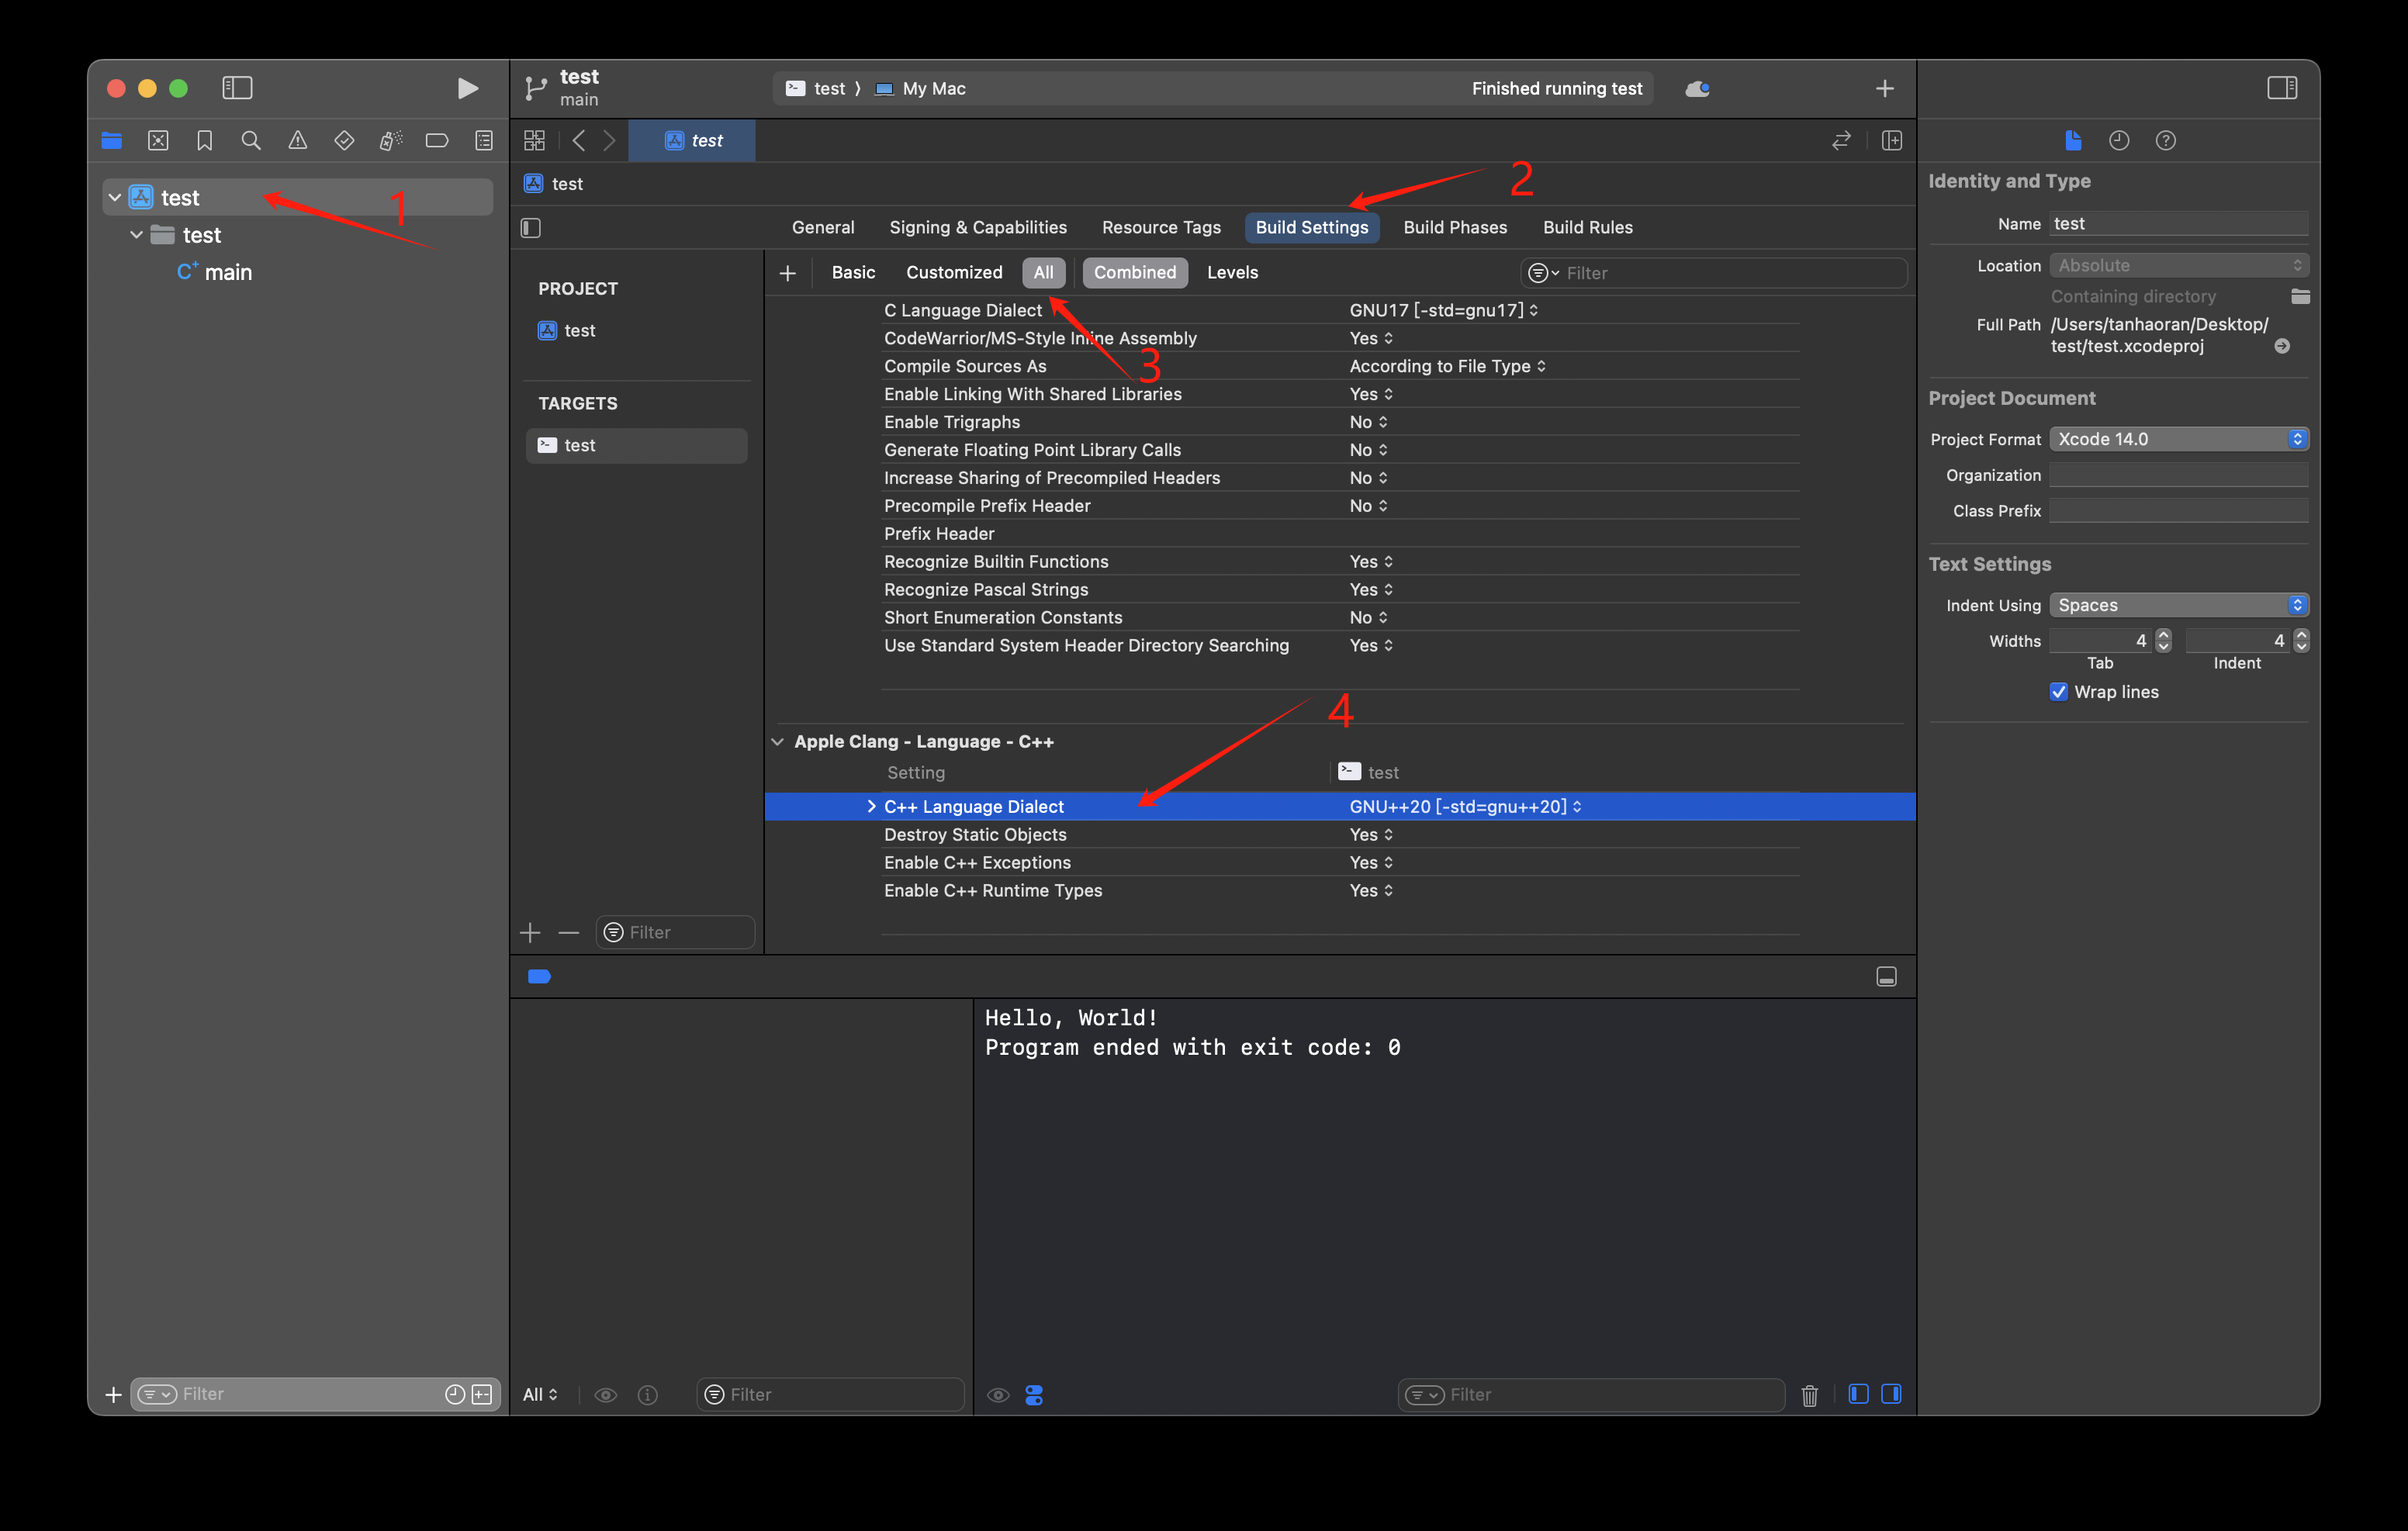 test
main
test
My Mac
Finished running test
test
test
1
2
test
test
main
General
Signing & Capabilities
Resource Tags
Build Settings
Build Phases
Build Rules
PROJECT
test
TARGETS
test
Filter
Basic
Customized
All
Combined
Levels
Filter
3
C Language Dialect GNU17 [-std=gnu17]
CodeWarrior/MS-Style Inline Assembly Yes
Compile Sources As According to File Type
Enable Linking With Shared Libraries Yes
Enable Trigraphs No
Generate Floating Point Library Calls No
Increase Sharing of Precompiled Headers No
Precompile Prefix Header No
Prefix Header
Recognize Builtin Functions Yes
Recognize Pascal Strings Yes
Short Enumeration Constants No
Use Standard System Header Directory Searching Yes
4
Apple Clang - Language - C++
Setting test
C++ Language Dialect GNU++20 [-std=gnu++20]
Destroy Static Objects Yes
Enable C++ Exceptions Yes
Enable C++ Runtime Types Yes
Hello, World!
Program ended with exit code: 0
Filter
All
Filter
Filter
Identity and Type
Name test
Location Absolute
Containing directory
Full Path /Users/tanhaoran/Desktop/
test/test.xcodeproj
Project Document
Project Format Xcode 14.0
Organization
Class Prefix
Text Settings
Indent Using Spaces
Widths 4 4
Tab Indent
Wrap lines